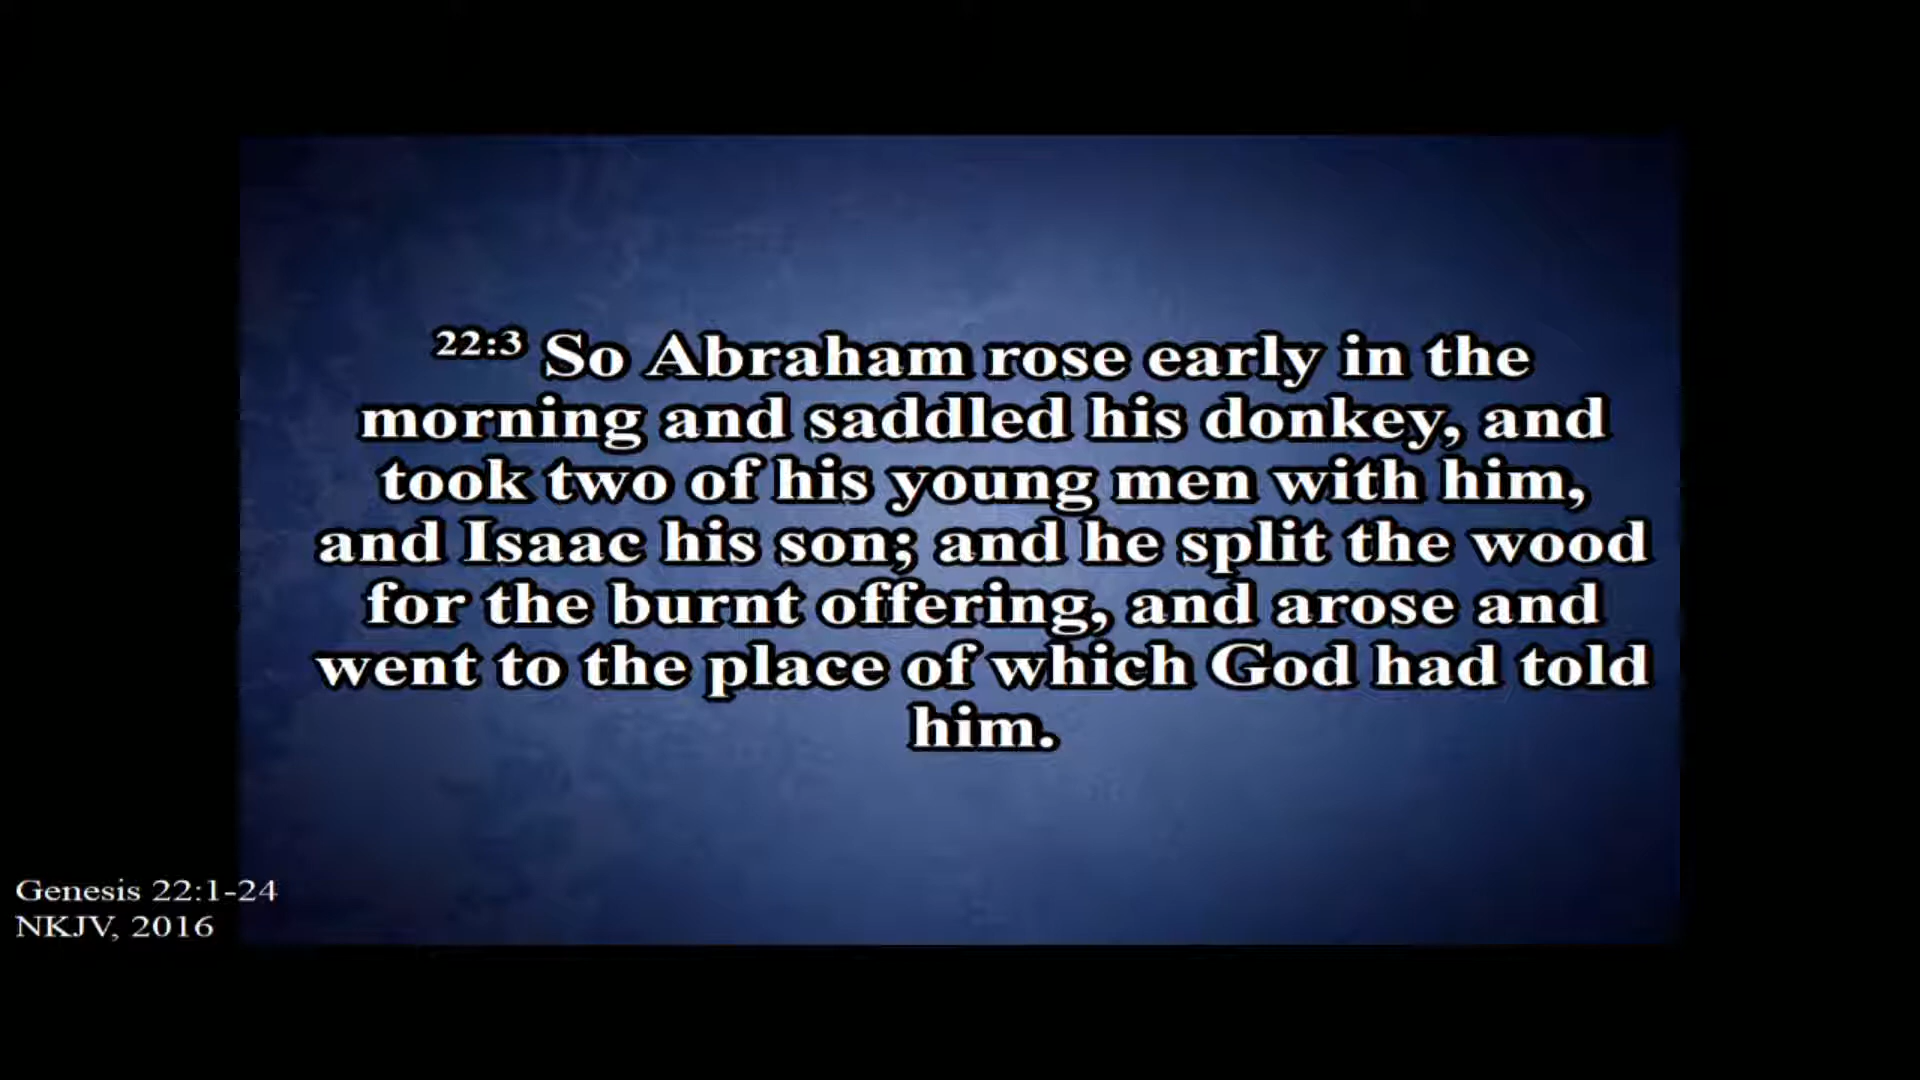 22:3 So Abraham rose early in the
morning and saddled his donkey, and
took two of his young men with him,
and Isaac his son; and he split the wood
for the burnt offering, and arose and
went to the place of which God had told
him.
Genesis 22:1-24
NKJV, 2016